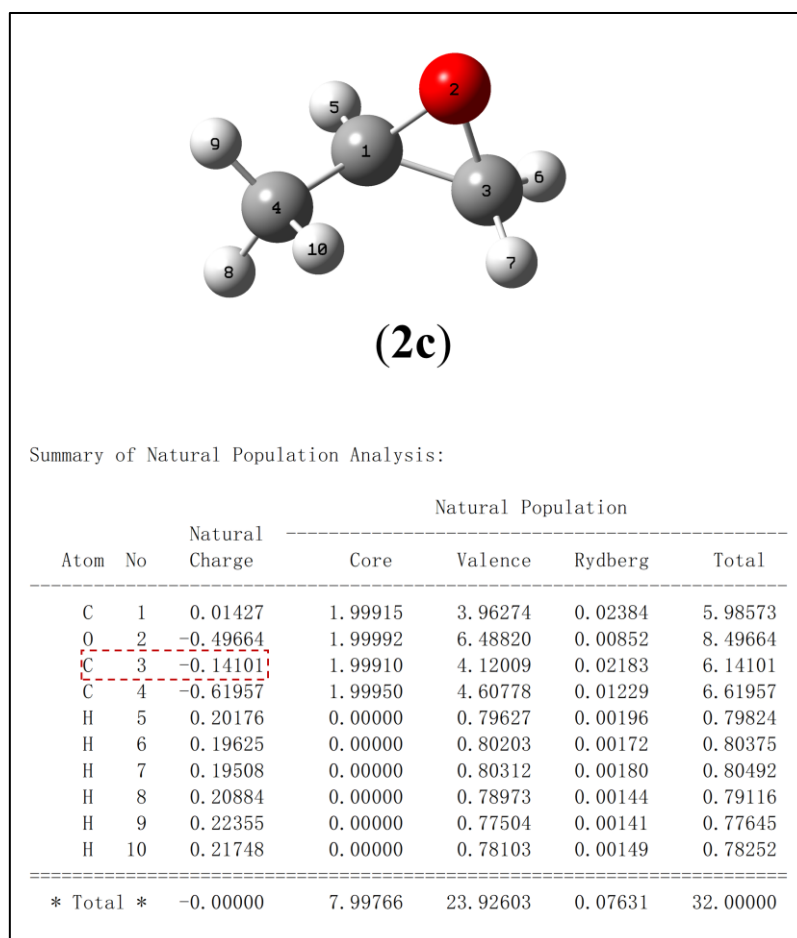 5
2
9
1
3
6
4
8
10
7
(2c)
Summary of Natural Population Analysis:
Natural Population
Natural
Atom No Charge Core Valence Rydberg Total
C 1 0.01427 1.99915 3.96274 0.02384 5.98573
O 2 -0.49664 1.99992 6.48820 0.00852 8.49664
C 3 -0.14101 1.99910 4.12009 0.02183 6.14101
C 4 -0.61957 1.99950 4.60778 0.01229 6.61957
H 5 0.20176 0.00000 0.79627 0.00196 0.79824
H 6 0.19625 0.00000 0.80203 0.00172 0.80375
H 7 0.19508 0.00000 0.80312 0.00180 0.80492
H 8 0.20884 0.00000 0.78973 0.00144 0.79116
H 9 0.22355 0.00000 0.77504 0.00141 0.77645
H 10 0.21748 0.00000 0.78103 0.00149 0.78252
* Total * -0.00000 7.99766 23.92603 0.07631 32.00000